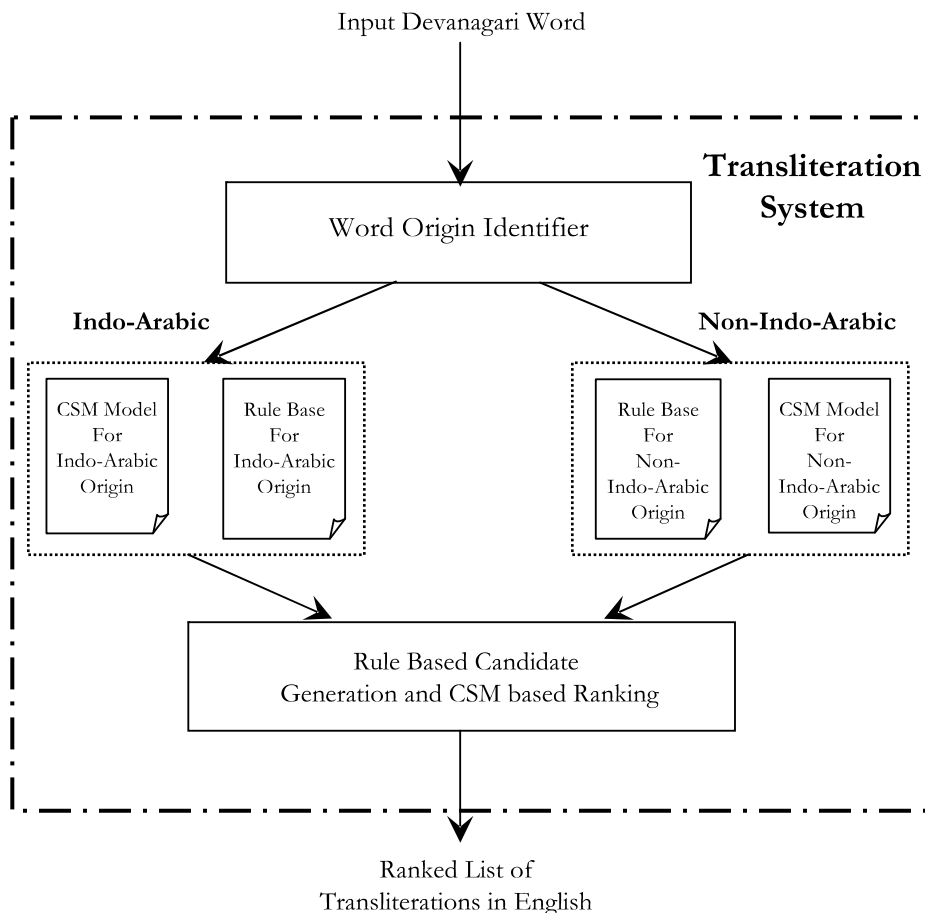 Input Devanagari Word
Transliteration
System
Word Origin Identifier
Indo-Arabic
Non-Indo-Arabic
CSM Model
For
Indo-Arabic
Origin
Rule Base
For
Indo-Arabic
Origin
Rule Base
For
Non-
Indo-Arabic
Origin
CSM Model
For
Non-
Indo-Arabic
Origin
Rule Based Candidate
Generation and CSM based Ranking
Ranked List of
Transliterations in English